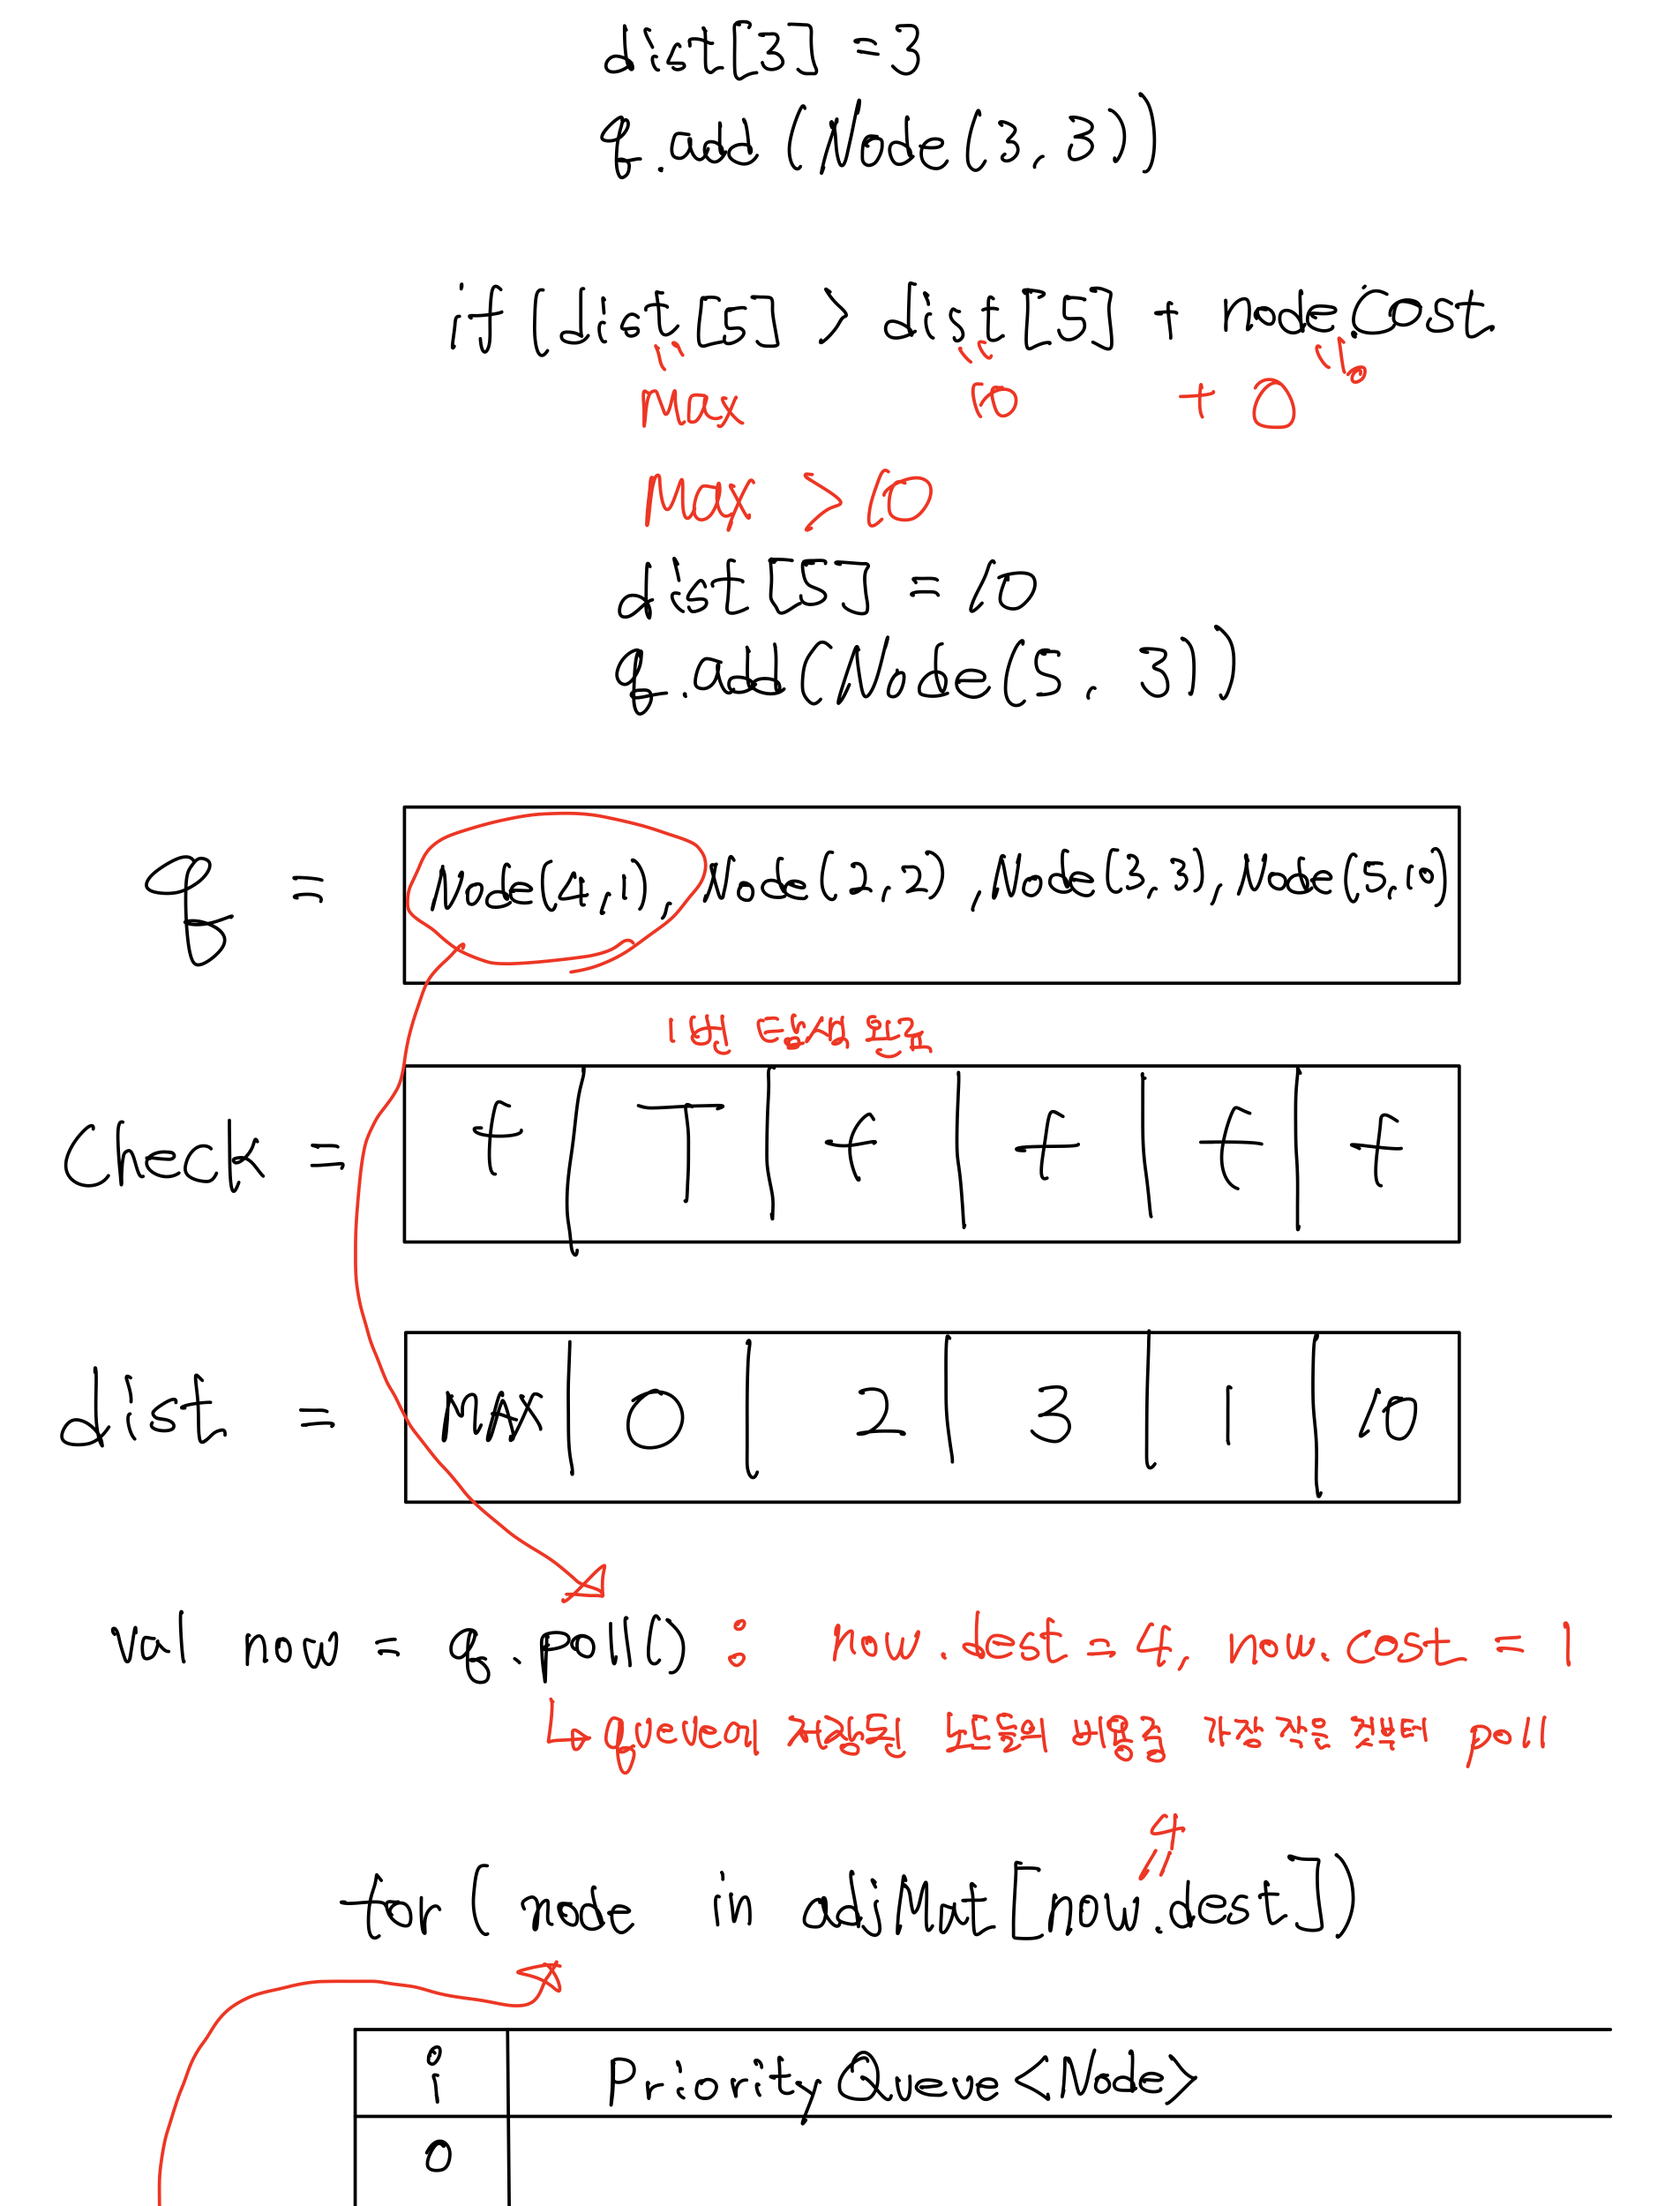 dist[3] = 3
q.add(Node(3, 3))
if (dist[5] > dist[5] + node.cost
Max 10 + 0
Max > 10
dist[5] = 10
q.add(Node(5, 3))
q = Node(4,1), Node(2,2), Node(3,3), Node(5,10)
1번 탐색 완료
Check = f T f f f f
dist = MAX 0 2 3 1 10
val now = q.poll() : now.dest=4, now.cost=1
↳ queue에 저장된 노드들의 비용중 가장 작은 것부터 poll
4
for( node in adjMat[now.dest])
i PriorityQueue<Node>
0